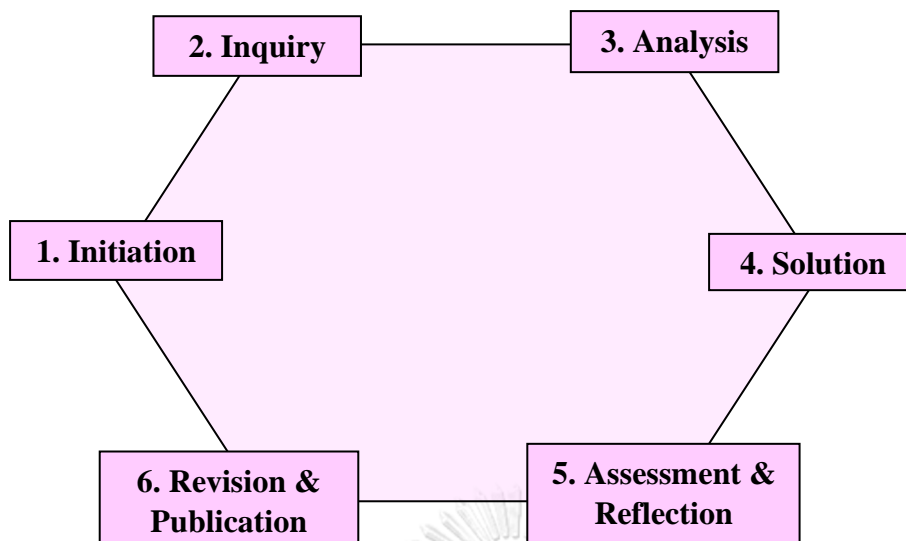 2. Inquiry
3. Analysis
1. Initiation
4. Solution
6. Revision &
Publication
5. Assessment &
Reflection